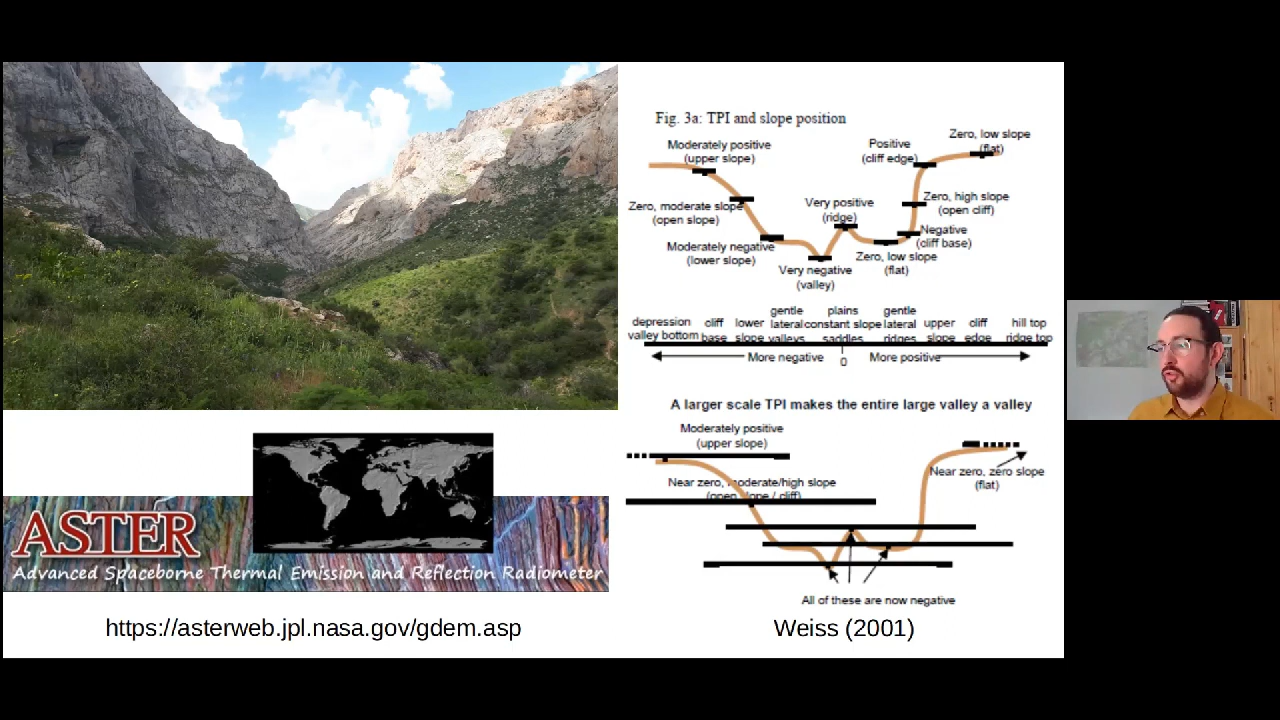 Fig. 3a: TPI and slope position
Moderately positive
(upper slope)
Positive
(cliff edge)
Zero, low slope
(flat)
Zero, moderate slope
(open slope)
Very positive
(ridge)
Zero, high slope
(open cliff)
Moderately negative
(lower slope)
Negative
(cliff base)
Very negative
(valley)
Zero, low slope
(flat)
depression
valley bottom
cliff
base
lower
slope
gentle
lateral
valleys
plains
constant slope
saddles
gentle
lateral
ridges
upper
slope
cliff
edge
hill top
ridge top
More negative
0
More positive
A larger scale TPI makes the entire large valley a valley
Moderately positive
(upper slope)
Near zero, moderate/high slope
(open slope / cliff)
Near zero, zero slope
(flat)
All of these are now negative
Weiss (2001)
ASTER
Advanced Spaceborne Thermal Emission and Reflection Radiometer
https://asterweb.jpl.nasa.gov/gdem.asp